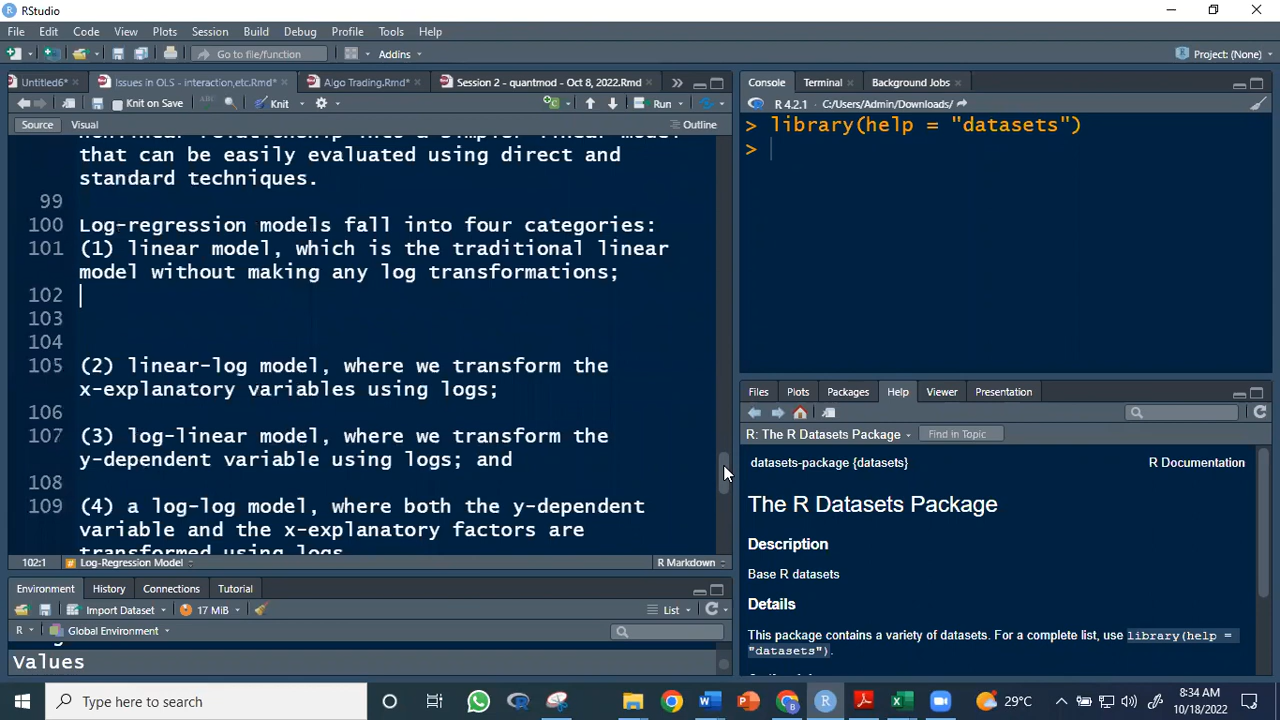 RStudio
File Edit Code View Plots Session Build Debug Profile Tools Help
Go to file/function Addins Project: (None)
Untitled6* Issues in OLS - interaction,etc.Rmd* Algo Trading.Rmd* Session 2 - quantmod - Oct 8, 2022.Rmd
Knit on Save Knit Run
Source Visual Outline
that can be easily evaluated using direct and
standard techniques.
99
100 Log-regression models fall into four categories:
101 (1) linear model, which is the traditional linear
model without making any log transformations;
102
103
104
105 (2) linear-log model, where we transform the
x-explanatory variables using logs;
106
107 (3) log-linear model, where we transform the
y-dependent variable using logs; and
108
109 (4) a log-log model, where both the y-dependent
variable and the x-explanatory factors are
transformed using logs
102:1 Log-Regression Model R Markdown
Environment History Connections Tutorial
Import Dataset 17 MiB List
R Global Environment
Values
Console Terminal Background Jobs
R 4.2.1 · C:/Users/Admin/Downloads/
> library(help = "datasets")
>
Files Plots Packages Help Viewer Presentation
R: The R Datasets Package Find in Topic
datasets-package {datasets} R Documentation
The R Datasets Package
Description
Base R datasets
Details
This package contains a variety of datasets. For a complete list, use library(help =
"datasets").
Type here to search
29°C
8:34 AM
10/18/2022